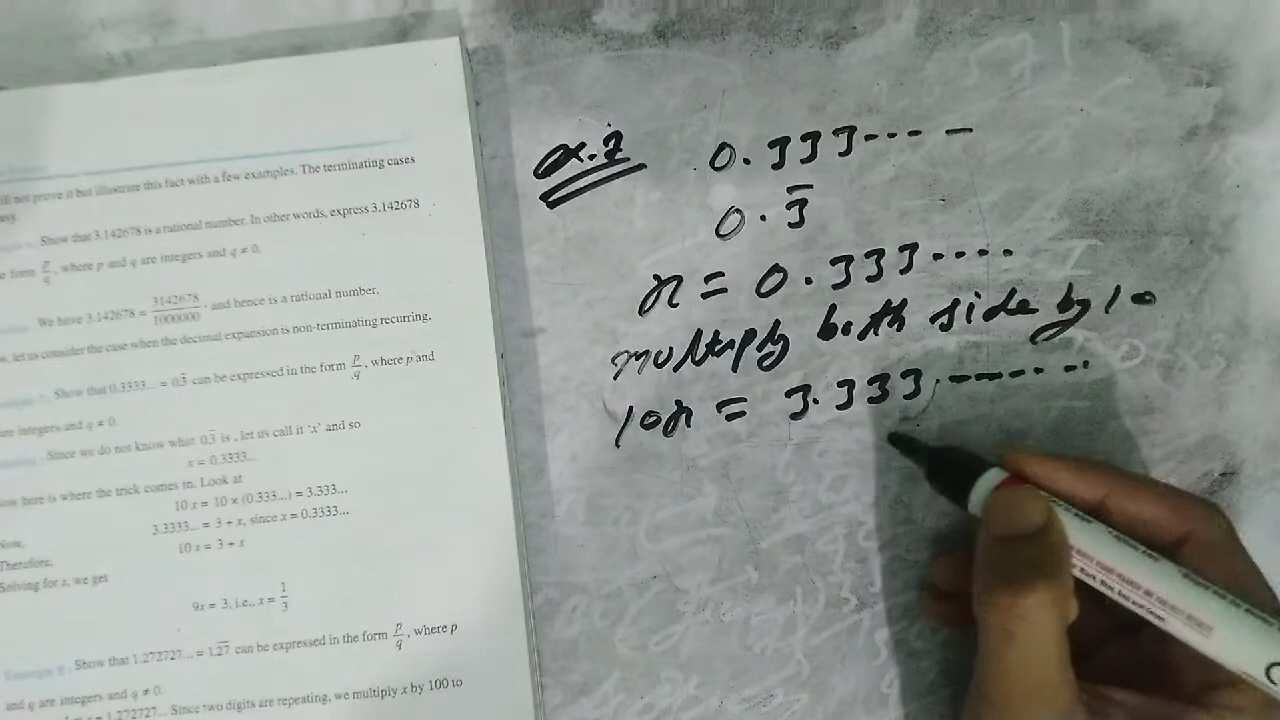 ill not prove it but illustrate this fact with a few examples. The terminating cases
Show that 3.142678 is a rational number. In other words, express 3.142678
form p/q, where p and q are integers and q ≠ 0.
We have 3.142678 = 3142678/1000000, and hence is a rational number.
let us consider the case when the decimal expansion is non-terminating recurring.
Show that 0.3333... = 0.3̅ can be expressed in the form p/q, where p and
are integers and q ≠ 0.
Since we do not know what 0.3̅ is, let us call it 'x' and so
x = 0.3333...
Now here is where the trick comes in. Look at
10 x = 10 × (0.333...) = 3.333...
Now,
3.3333... = 3 + x, since x = 0.3333...
Therefore,
10 x = 3 + x
Solving for x, we get
9x = 3, i.e., x = 1/3
Example 8 : Show that 1.272727... = 1.2̅7̅ can be expressed in the form p/q, where p
and q are integers and q ≠ 0.
1.272727... Since two digits are repeating, we multiply x by 100 to
0.333.....
0.3̅
x = 0.333....
multiply both side by 10
10x = 3.333.......